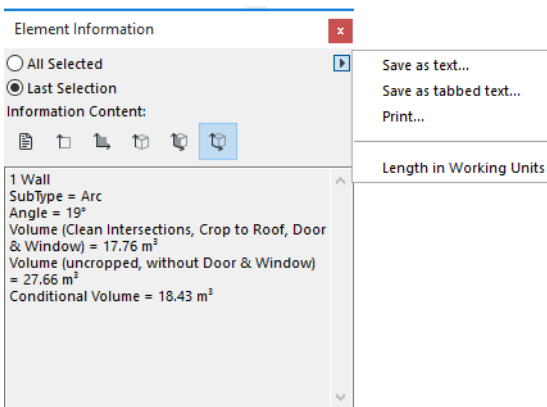 Element Information
x
All Selected
Last Selection
Information Content:
1 Wall
SubType = Arc
Angle = 19°
Volume (Clean Intersections, Crop to Roof, Door
& Window) = 17.76 m³
Volume (uncropped, without Door & Window)
= 27.66 m³
Conditional Volume = 18.43 m³
Save as text...
Save as tabbed text...
Print...
Length in Working Units